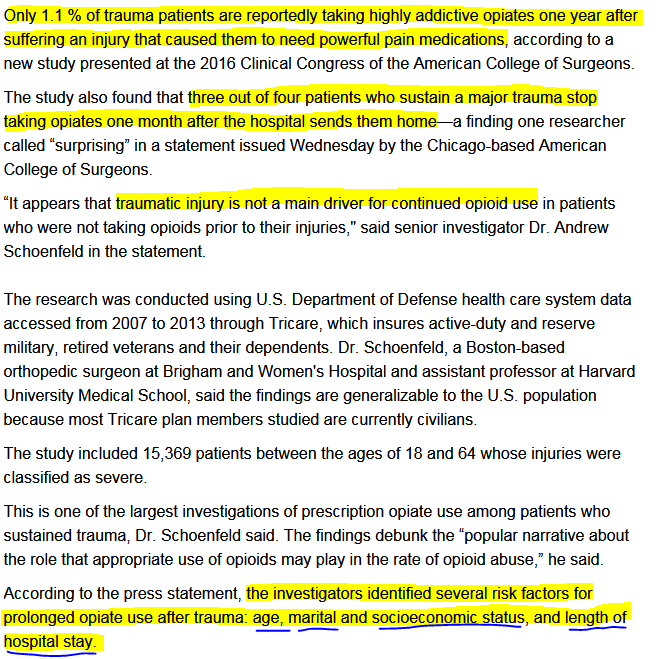 Only 1.1 % of trauma patients are reportedly taking highly addictive opiates one year after
suffering an injury that caused them to need powerful pain medications, according to a
new study presented at the 2016 Clinical Congress of the American College of Surgeons.
The study also found that three out of four patients who sustain a major trauma stop
taking opiates one month after the hospital sends them home—a finding one researcher
called “surprising” in a statement issued Wednesday by the Chicago-based American
College of Surgeons.
“It appears that traumatic injury is not a main driver for continued opioid use in patients
who were not taking opioids prior to their injuries," said senior investigator Dr. Andrew
Schoenfeld in the statement.
The research was conducted using U.S. Department of Defense health care system data
accessed from 2007 to 2013 through Tricare, which insures active-duty and reserve
military, retired veterans and their dependents. Dr. Schoenfeld, a Boston-based
orthopedic surgeon at Brigham and Women's Hospital and assistant professor at Harvard
University Medical School, said the findings are generalizable to the U.S. population
because most Tricare plan members studied are currently civilians.
The study included 15,369 patients between the ages of 18 and 64 whose injuries were
classified as severe.
This is one of the largest investigations of prescription opiate use among patients who
sustained trauma, Dr. Schoenfeld said. The findings debunk the “popular narrative about
the role that appropriate use of opioids may play in the rate of opioid abuse,” he said.
According to the press statement, the investigators identified several risk factors for
prolonged opiate use after trauma: age, marital and socioeconomic status, and length of
hospital stay.